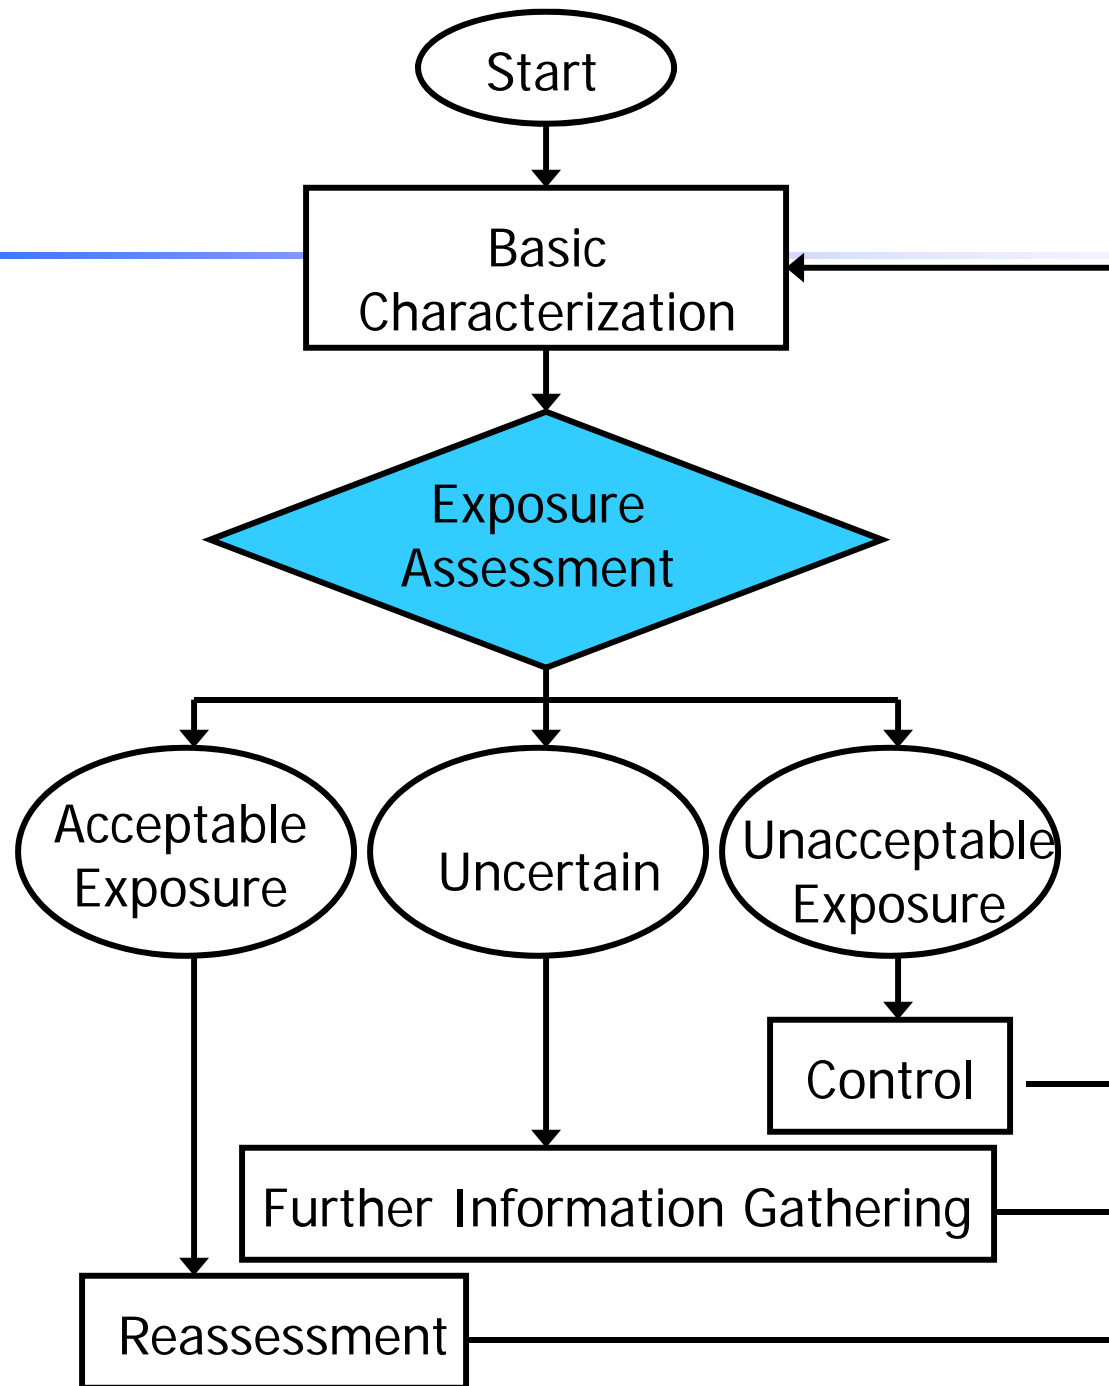 Start
Basic
Characterization
Exposure
Assessment
Acceptable
Exposure
Uncertain
Unacceptable
Exposure
Control
Further Information Gathering
Reassessment